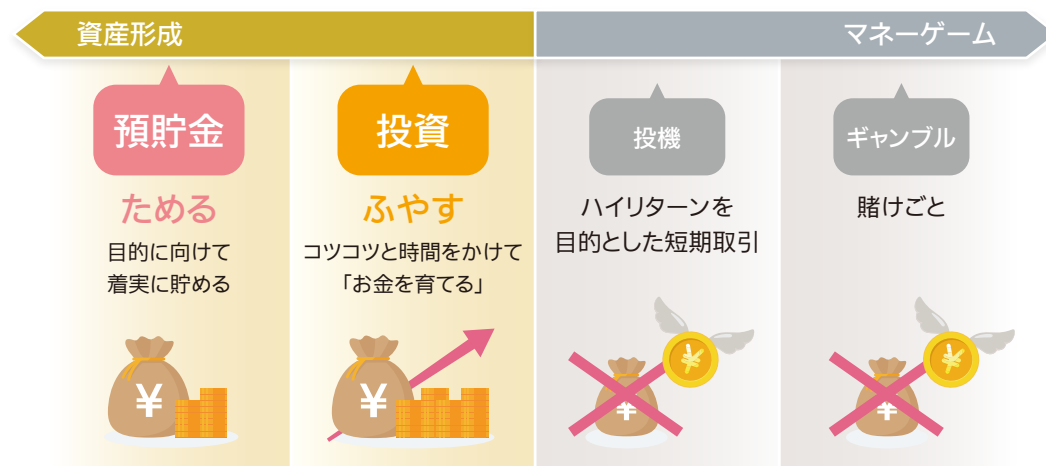 資産形成
マネーゲーム
預貯金
ためる
目的に向けて
着実に貯める
¥
投資
ふやす
コツコツと時間をかけて
「お金を育てる」
¥
投機
ハイリターンを
目的とした短期取引
¥
¥
ギャンブル
賭けごと
¥
¥